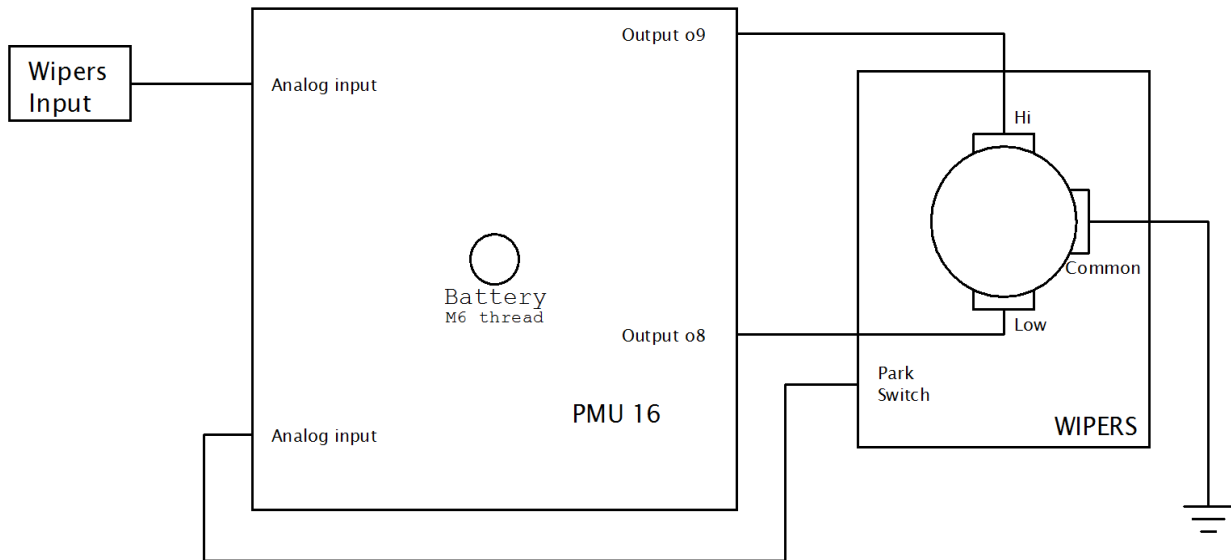 Wipers
Input
Analog input
Output o9
Hi
Common
Battery
M6 thread
Output o8
Low
Park
Switch
PMU 16
WIPERS
Analog input